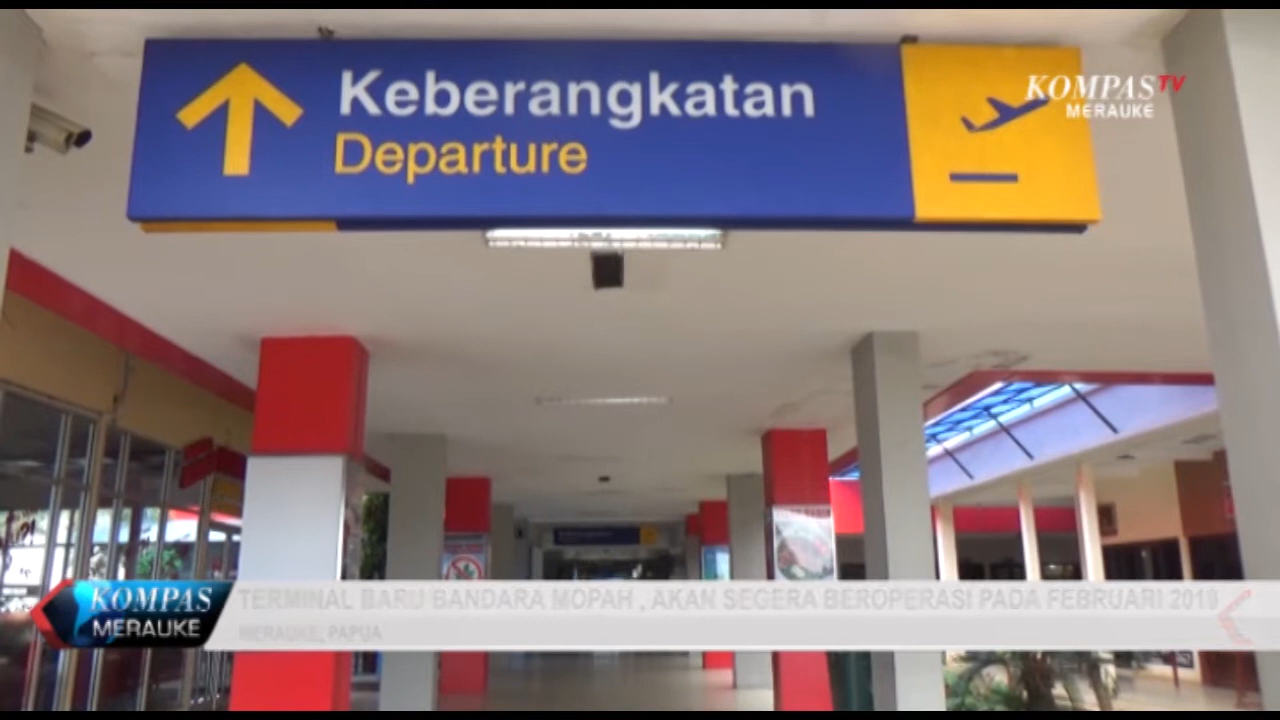 Keberangkatan
Departure
KOMPAS TV
MERAUKE
KOMPAS
MERAUKE
TERMINAL BARU BANDARA MOPAH , AKAN SEGERA BEROPERASI PADA FEBRUARI 2019
MERAUKE, PAPUA